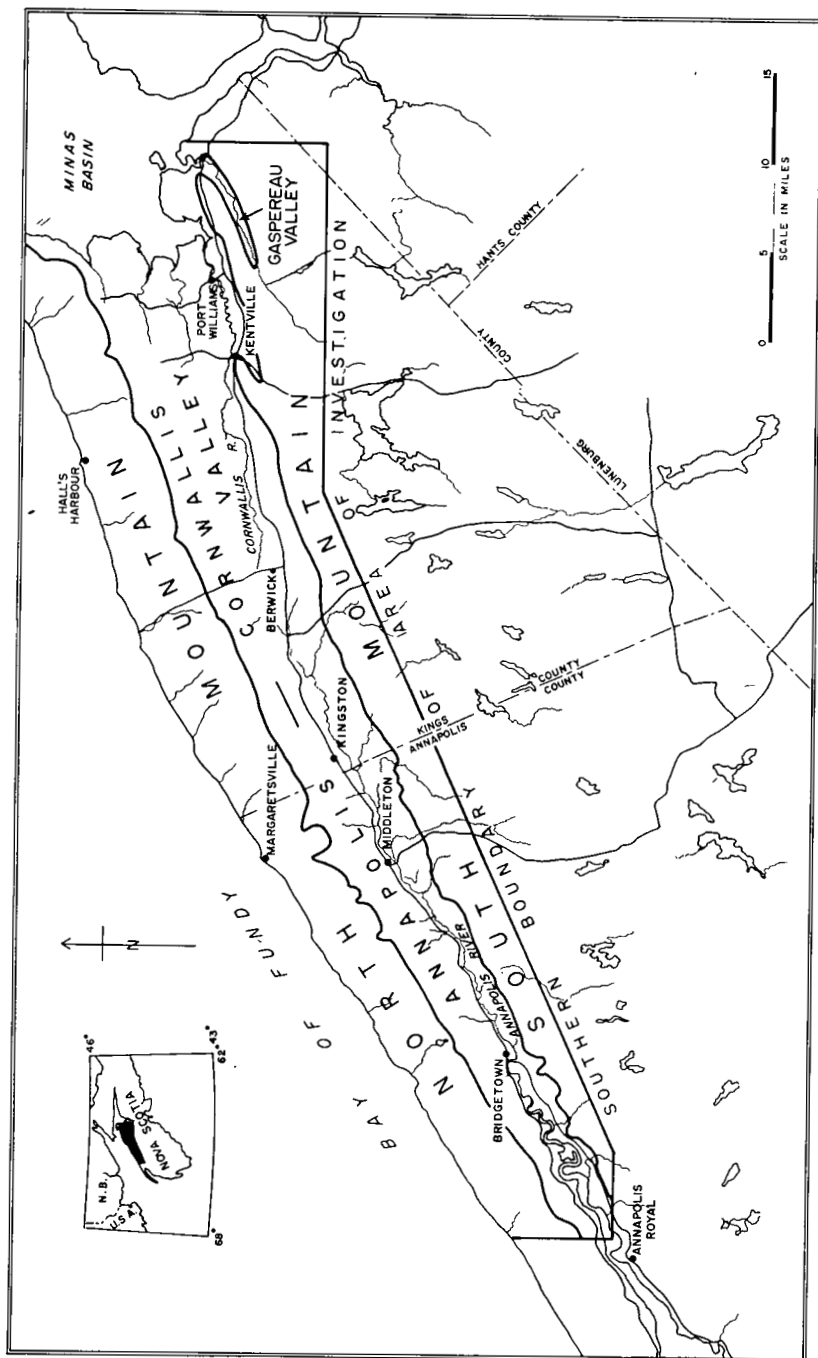 MINAS
BASIN
HALL'S
HARBOUR
PORT
WILLIAMS
KENTVILLE
GASPEREAU
VALLEY
NORTH MOUNTAIN
CORNWALLIS
VALLEY
CORNWALLIS R.
BERWICK
MARGARETSVILLE
KINGSTON
MIDDLETON
ANNAPOLIS
ANNAPOLIS RIVER
BRIDGETOWN
ANNAPOLIS
ROYAL
SOUTH MOUNTAIN
SOUTHERN BOUNDARY OF AREA OF INVESTIGATION
BAY OF FUNDY
KINGS COUNTY
ANNAPOLIS COUNTY
LUNENBURG COUNTY
HANTS COUNTY
N
46°
43°
62°
68°
N.B.
U.S.A.
NOVA SCOTIA
0 5 10 15
SCALE IN MILES